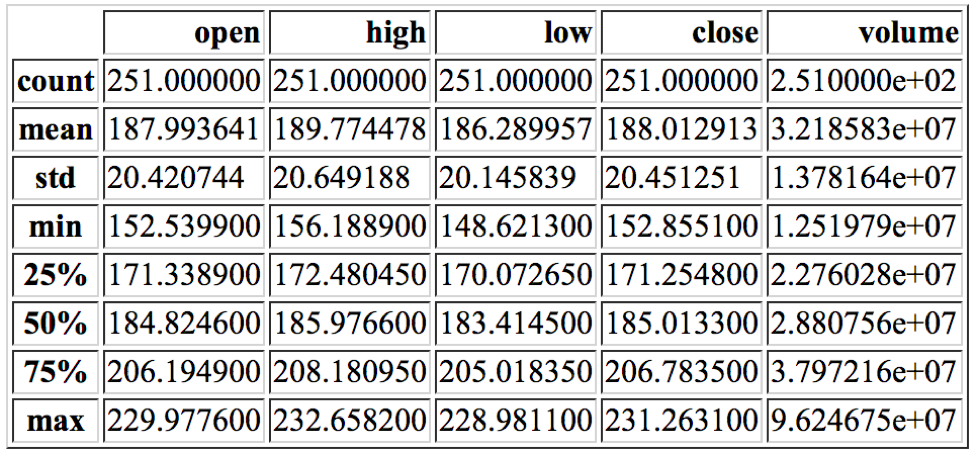 open high low close volume
count 251.000000 251.000000 251.000000 251.000000 2.510000e+02
mean 187.993641 189.774478 186.289957 188.012913 3.218583e+07
std 20.420744 20.649188 20.145839 20.451251 1.378164e+07
min 152.539900 156.188900 148.621300 152.855100 1.251979e+07
25% 171.338900 172.480450 170.072650 171.254800 2.276028e+07
50% 184.824600 185.976600 183.414500 185.013300 2.880756e+07
75% 206.194900 208.180950 205.018350 206.783500 3.797216e+07
max 229.977600 232.658200 228.981100 231.263100 9.624675e+07